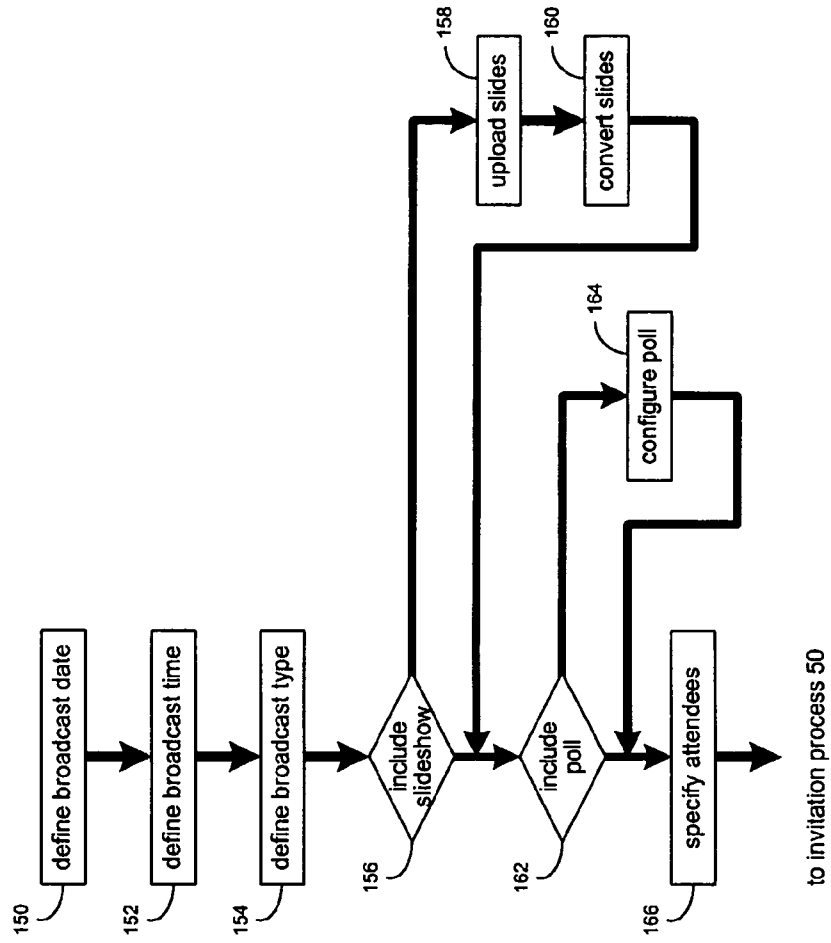 150
define broadcast date
152
define broadcast time
154
define broadcast type
156
include
slideshow
158
upload slides
160
convert slides
162
include
poll
164
configure poll
166
specify attendees
to invitation process 50